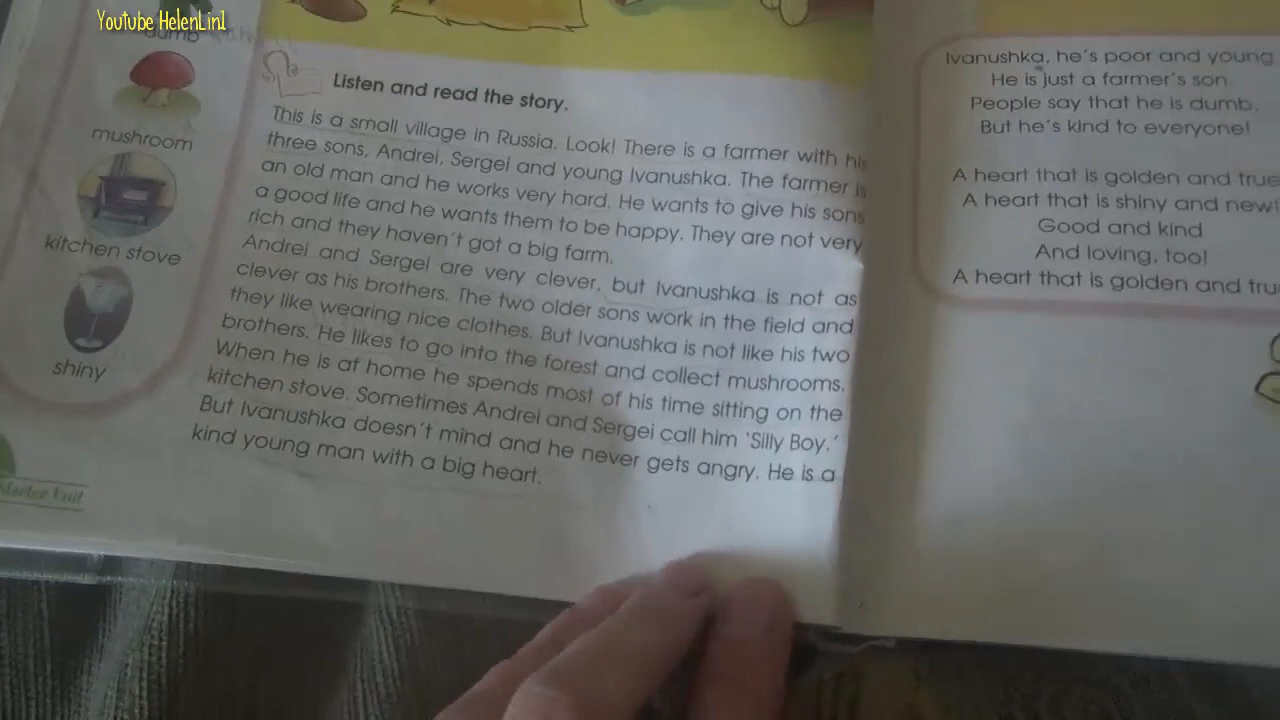 Youtube HelenLin1
dumb
mushroom
kitchen stove
shiny
Starter Unit
Listen and read the story.
This is a small village in Russia. Look! There is a farmer with his
three sons, Andrei, Sergei and young Ivanushka. The farmer is
an old man and he works very hard. He wants to give his sons
a good life and he wants them to be happy. They are not very
rich and they haven't got a big farm.
Andrei and Sergei are very clever, but Ivanushka is not as
clever as his brothers. The two older sons work in the field and
they like wearing nice clothes. But Ivanushka is not like his two
brothers. He likes to go into the forest and collect mushrooms.
When he is at home he spends most of his time sitting on the
kitchen stove. Sometimes Andrei and Sergei call him 'Silly Boy.'
But Ivanushka doesn't mind and he never gets angry. He is a
kind young man with a big heart.
Ivanushka, he's poor and young
He is just a farmer's son
People say that he is dumb,
But he's kind to everyone!
A heart that is golden and true
A heart that is shiny and new!
Good and kind
And loving, too!
A heart that is golden and tru